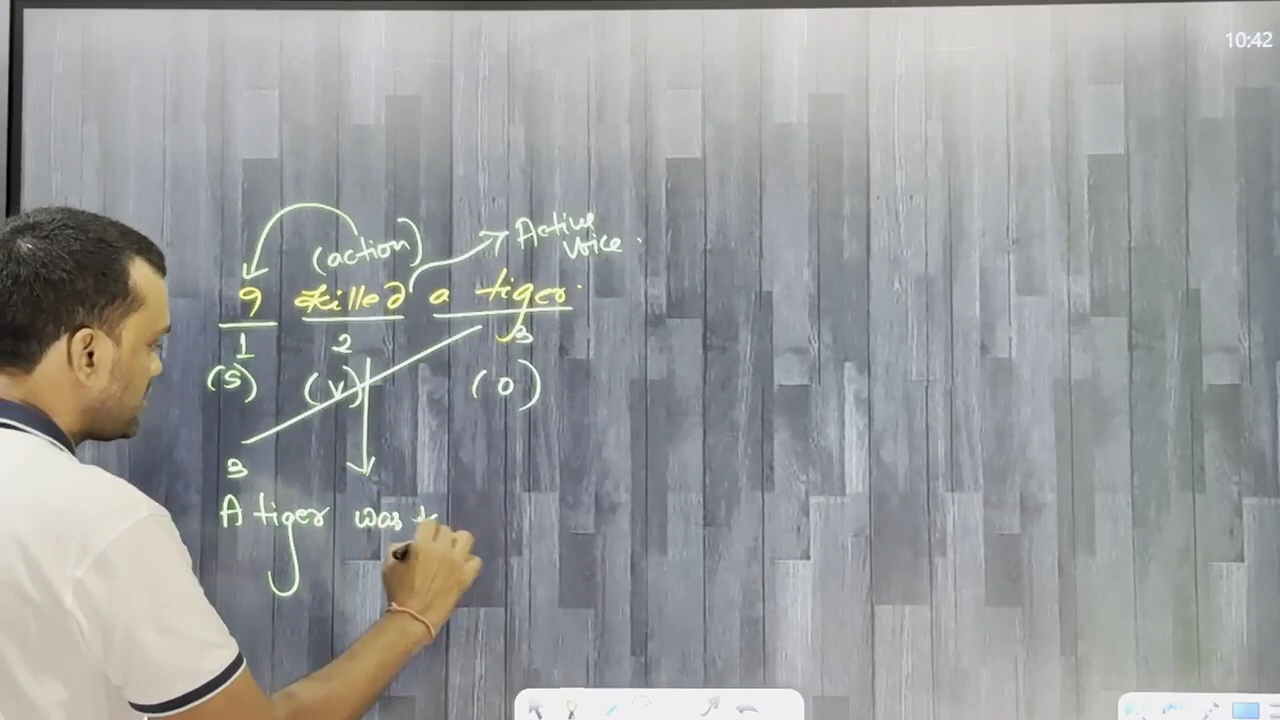 10:42
(action) Active
voice.
I killed a tiger.
1 2 3
(S) (V) (O)
3
A tiger was